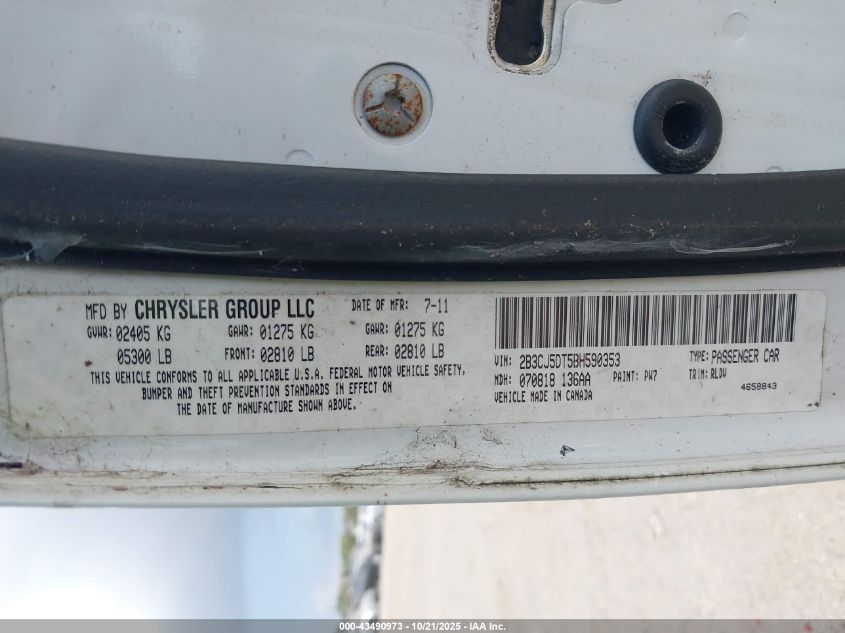 MFD BY CHRYSLER GROUP LLC DATE OF MFR: 7-11
GVWR: 02405 KG GAWR: 01275 KG GAWR: 01275 KG
05300 LB FRONT: 02810 LB REAR: 02810 LB
THIS VEHICLE CONFORMS TO ALL APPLICABLE U.S.A. FEDERAL MOTOR VEHICLE SAFETY,
BUMPER AND THEFT PREVENTION STANDARDS IN EFFECT ON
THE DATE OF MANUFACTURE SHOWN ABOVE.
VIN: 2B3CJ5DT5BH590353 TYPE: PASSENGER CAR
MDH: 070818 136AA PAINT: PW7 TRIM: RLDV
VEHICLE MADE IN CANADA 4658843
000-43490973 - 10/21/2025 - IAA Inc.